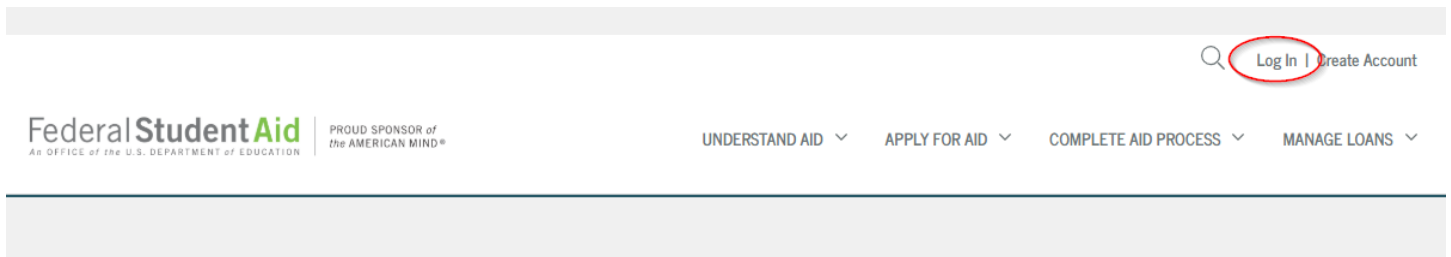 Log In | Create Account
Federal Student Aid
An OFFICE of the U.S. DEPARTMENT of EDUCATION
PROUD SPONSOR of
the AMERICAN MIND®
UNDERSTAND AID
APPLY FOR AID
COMPLETE AID PROCESS
MANAGE LOANS